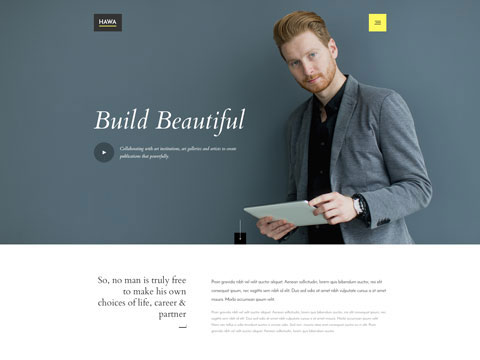 HAWA
Build Beautiful
Collaborating with art institutions, art galleries and artists to create
publications that powerfully.
So, no man is truly free
to make his own
choices of life, career &
partner
Proin gravida nibh vel velit auctor aliquet. Aenean sollicitudin, lorem quis bibendum auctor, nisi elit
consequat ipsum, nec sagittis sem nibh id elit. Duis sed odio sit amet nibh vulputate cursus a sit amet
mauris. Morbi accumsan ipsum velit.